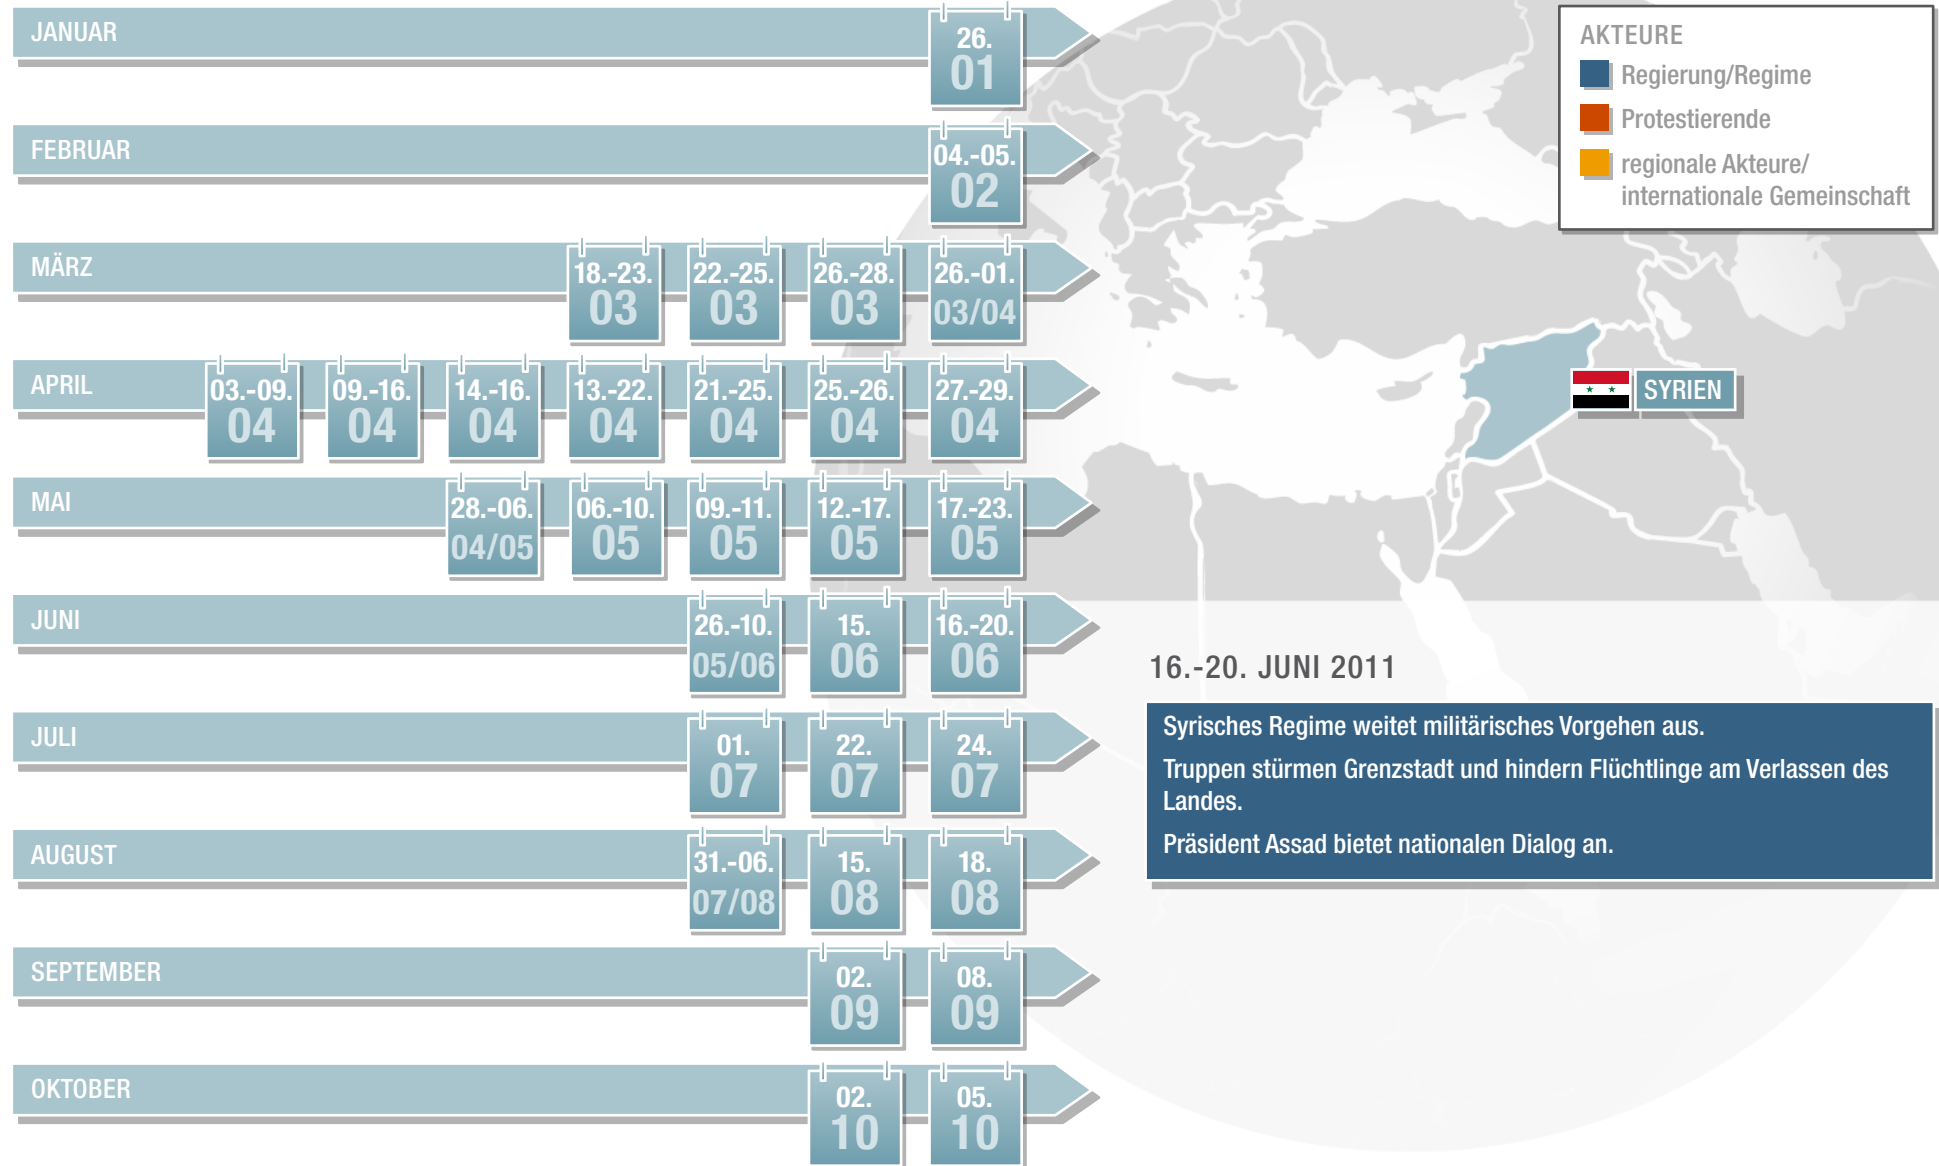 JANUAR
26.
01
FEBRUAR
04.-05.
02
MÄRZ
18.-23.
03
22.-25.
03
26.-28.
03
26.-01.
03/04
APRIL
03.-09.
04
09.-16.
04
14.-16.
04
13.-22.
04
21.-25.
04
25.-26.
04
27.-29.
04
MAI
28.-06.
04/05
06.-10.
05
09.-11.
05
12.-17.
05
17.-23.
05
JUNI
26.-10.
05/06
15.
06
16.-20.
06
JULI
01.
07
22.
07
24.
07
AUGUST
31.-06.
07/08
15.
08
18.
08
SEPTEMBER
02.
09
08.
09
OKTOBER
02.
10
05.
10
AKTEURE
Regierung/Regime
Protestierende
regionale Akteure/
internationale Gemeinschaft
SYRIEN
16.-20. JUNI 2011
Syrisches Regime weitet militärisches Vorgehen aus.
Truppen stürmen Grenzstadt und hindern Flüchtlinge am Verlassen des
Landes.
Präsident Assad bietet nationalen Dialog an.